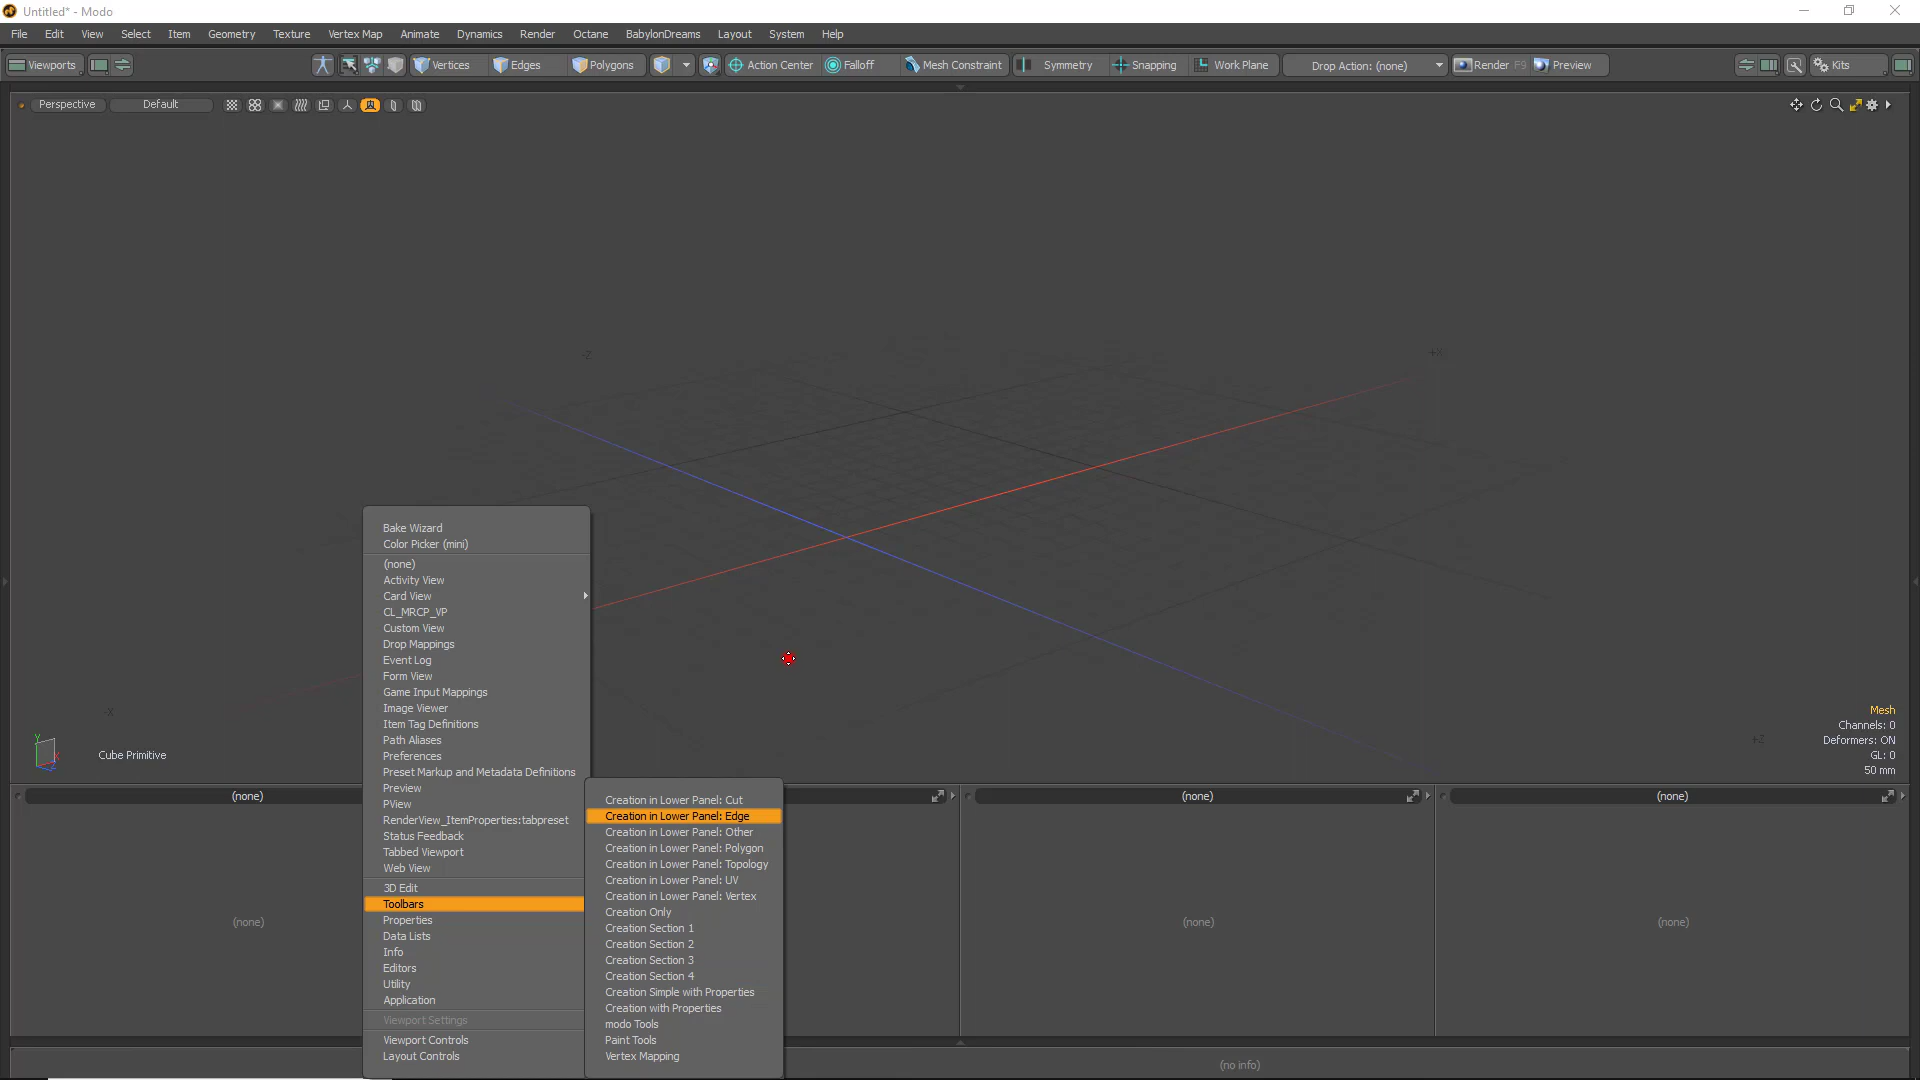 Untitled* - Modo
File Edit View Select Item Geometry Texture Vertex Map Animate Dynamics Render Octane BabylonDreams Layout System Help
Viewports Vertices Edges Polygons Action Center Falloff Mesh Constraint Symmetry Snapping Work Plane Drop Action: (none) Render F9 Preview Kits
Perspective Default
-Z
+X
-X
+Z
Y
X
Z
Cube Primitive
Mesh
Channels: 0
Deformers: ON
GL: 0
50 mm
Bake Wizard
Color Picker (mini)
(none)
Activity View
Card View
CL_MRCP_VP
Custom View
Drop Mappings
Event Log
Form View
Game Input Mappings
Image Viewer
Item Tag Definitions
Path Aliases
Preferences
Preset Markup and Metadata Definitions
Preview
PView
RenderView_ItemProperties:tabpreset
Status Feedback
Tabbed Viewport
Web View
3D Edit
Toolbars
Properties
Data Lists
Info
Editors
Utility
Application
Viewport Settings
Viewport Controls
Layout Controls
Creation in Lower Panel: Cut
Creation in Lower Panel: Edge
Creation in Lower Panel: Other
Creation in Lower Panel: Polygon
Creation in Lower Panel: Topology
Creation in Lower Panel: UV
Creation in Lower Panel: Vertex
Creation Only
Creation Section 1
Creation Section 2
Creation Section 3
Creation Section 4
Creation Simple with Properties
Creation with Properties
modo Tools
Paint Tools
Vertex Mapping
(none) (none) (none)
(none) (none) (none)
(no info)